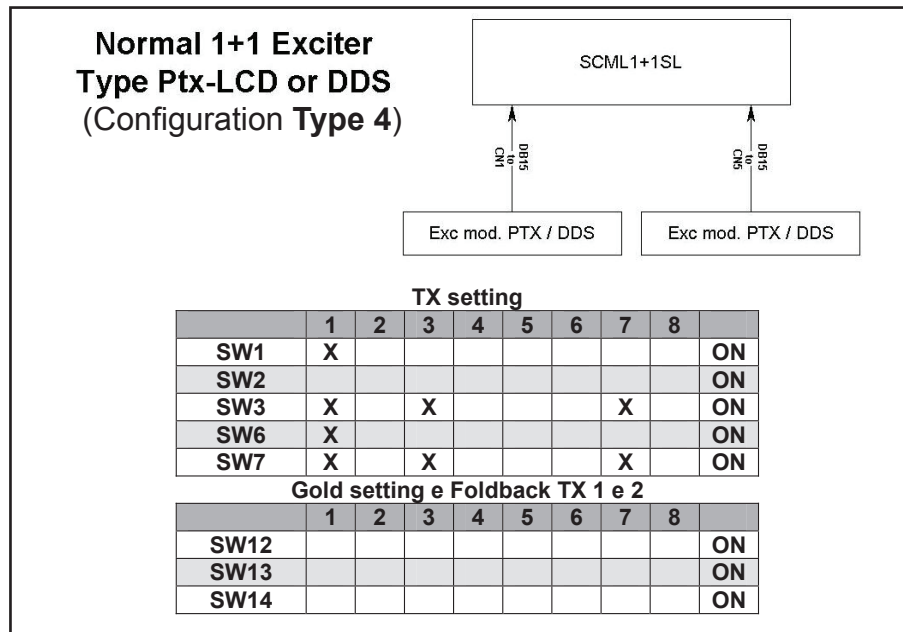 Normal 1+1 Exciter
Type Ptx-LCD or DDS
(Configuration Type 4)
SCML1+1SL
DB15
to
CN1
DB15
to
CN5
Exc mod. PTX / DDS
Exc mod. PTX / DDS
TX setting
1 2 3 4 5 6 7 8
SW1 X ON
SW2 ON
SW3 X X X ON
SW6 X ON
SW7 X X X ON
Gold setting e Foldback TX 1 e 2
1 2 3 4 5 6 7 8
SW12 ON
SW13 ON
SW14 ON